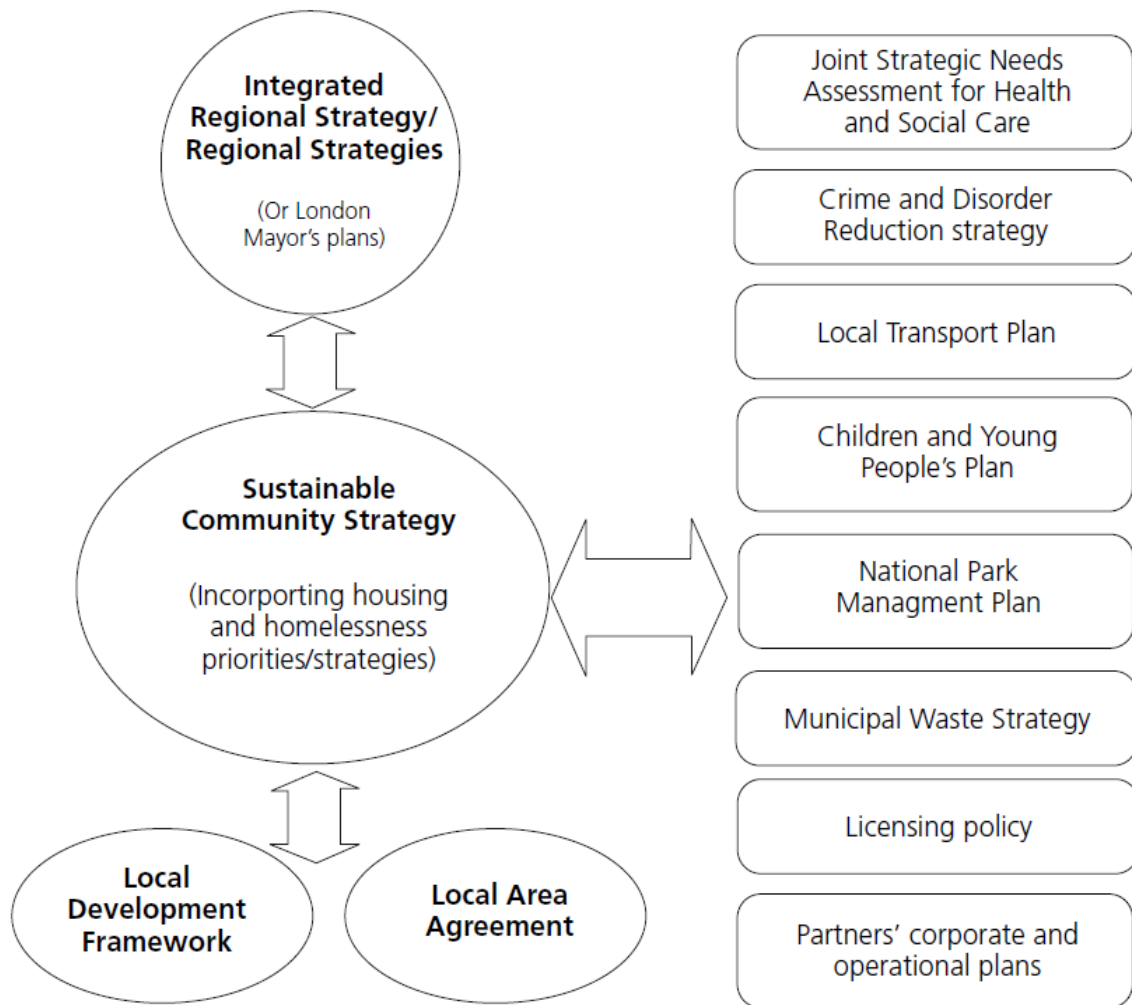 Integrated
Regional Strategy/
Regional Strategies
(Or London
Mayor’s plans)
Sustainable
Community Strategy
(Incorporting housing
and homelessness
priorities/strategies)
Local
Development
Framework
Local Area
Agreement
Joint Strategic Needs
Assessment for Health
and Social Care
Crime and Disorder
Reduction strategy
Local Transport Plan
Children and Young
People’s Plan
National Park
Managment Plan
Municipal Waste Strategy
Licensing policy
Partners’ corporate and
operational plans